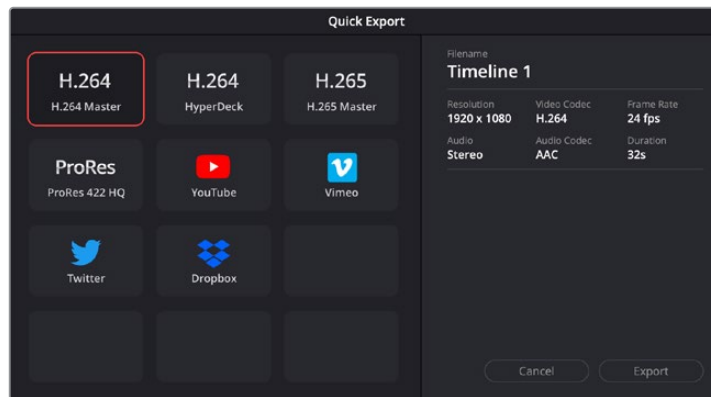 Quick Export
H.264
H.264 Master
H.264
HyperDeck
H.265
H.265 Master
ProRes
ProRes 422 HQ
YouTube
Vimeo
Twitter
Dropbox
Filename
Timeline 1
Resolution
1920 x 1080
Video Codec
H.264
Frame Rate
24 fps
Audio
Stereo
Audio Codec
AAC
Duration
32s
Cancel
Export